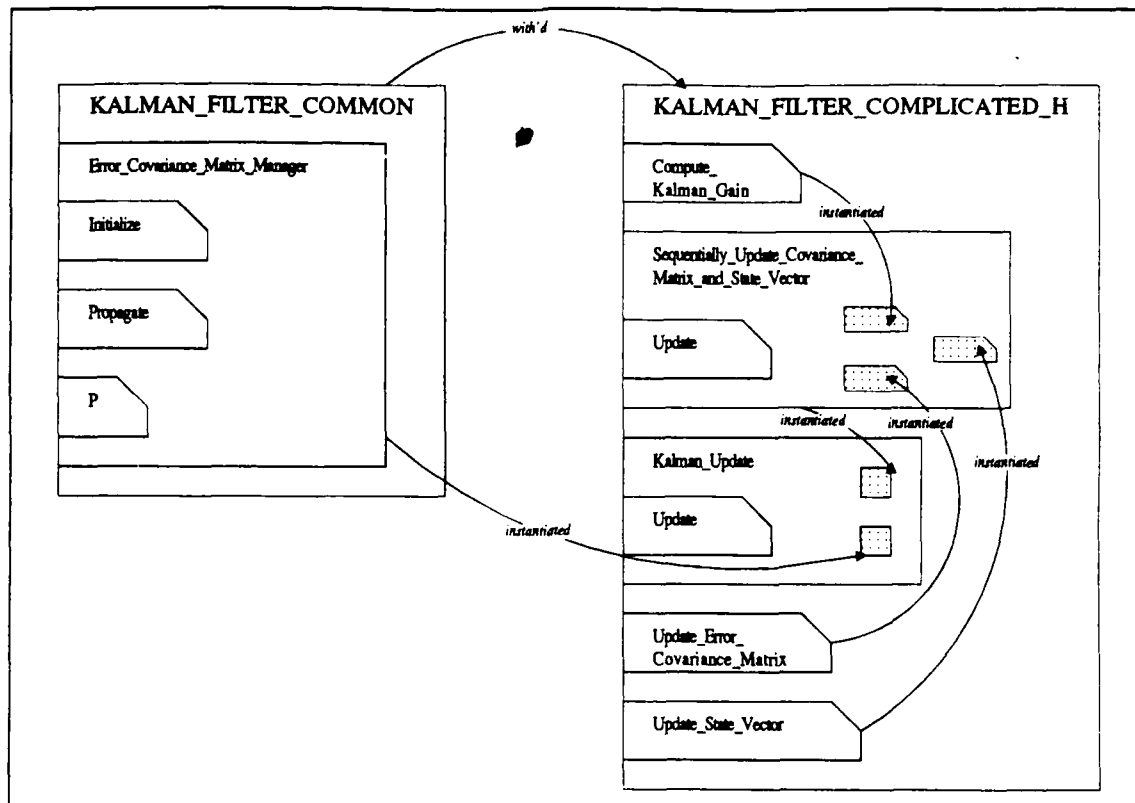 with'd
KALMAN_FILTER_COMMON
Error_Covariance_Matrix_Manager
Initialize
Propagate
P
KALMAN_FILTER_COMPLICATED_H
Compute_
Kalman_Gain
instantiated
Sequentially_Update_Covariance_
Matrix_and_State_Vector
Update
instantiated
instantiated
instantiated
Kalman_Update
Update
instantiated
Update_Error_
Covariance_Matrix
Update_State_Vector